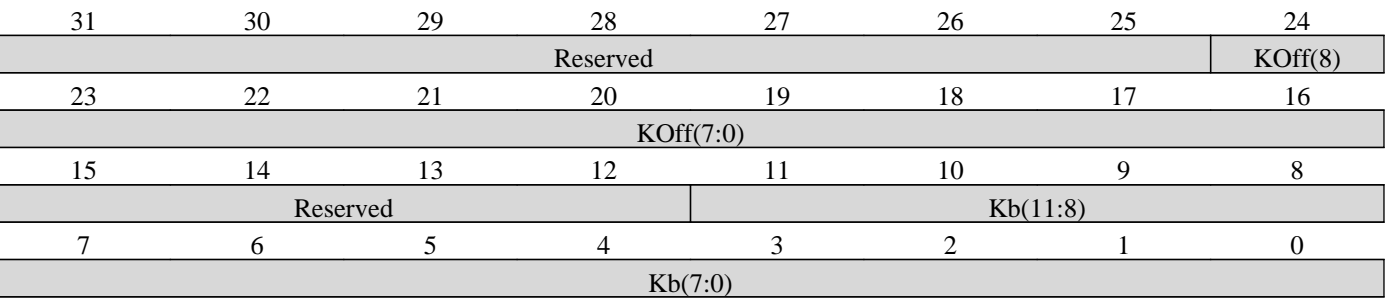 31 30 29 28 27 26 25 24
Reserved KOff(8)
23 22 21 20 19 18 17 16
KOff(7:0)
15 14 13 12 11 10 9 8
Reserved Kb(11:8)
7 6 5 4 3 2 1 0
Kb(7:0)